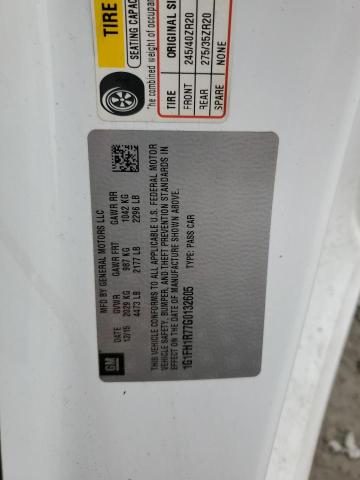 TIRE
SEATING CAPACITY
"The combined weight of occupants
TIRE ORIGINAL SI
FRONT 245/40ZR20
REAR 275/35ZR20
SPARE NONE
MFD BY GENERAL MOTORS LLC
GVWR GAWR FRT GAWR RR
12/15 2029 KG 987 KG 1042 KG
4473 LB 2177 LB 2296 LB
GM
THIS VEHICLE CONFORMS TO ALL APPLICABLE U.S. FEDERAL MOTOR
VEHICLE SAFETY, BUMPER, AND THEFT PREVENTION STANDARDS IN
EFFECT ON THE DATE OF MANUFACTURE SHOWN ABOVE.
1G1FH1R77G0132605 TYPE: PASS CAR